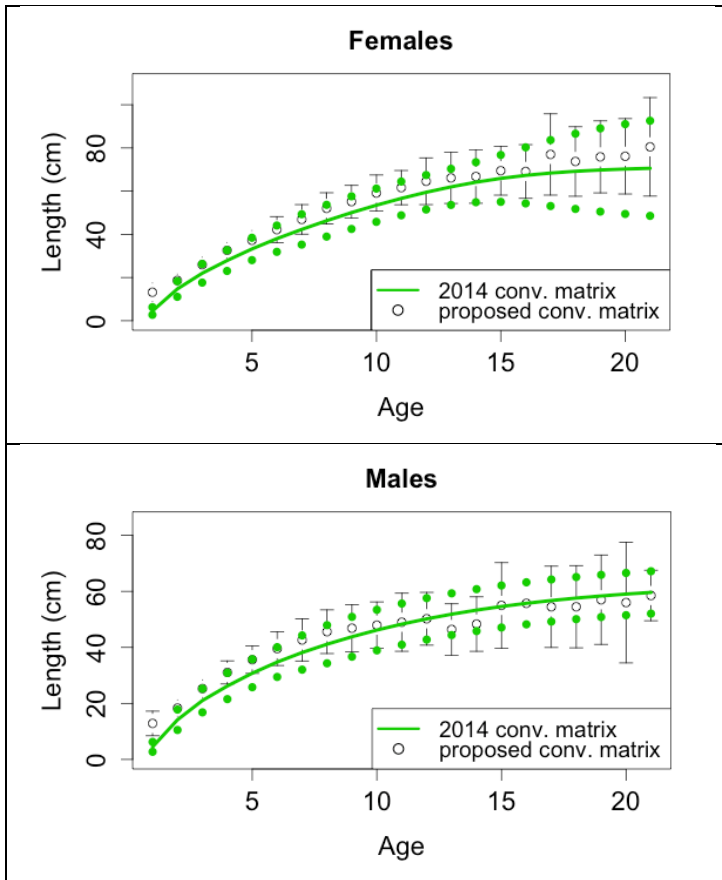 Females
Length (cm)
80
40
0
2014 conv. matrix
proposed conv. matrix
5
10
15
20
Age
Males
Length (cm)
80
60
40
20
0
2014 conv. matrix
proposed conv. matrix
5
10
15
20
Age